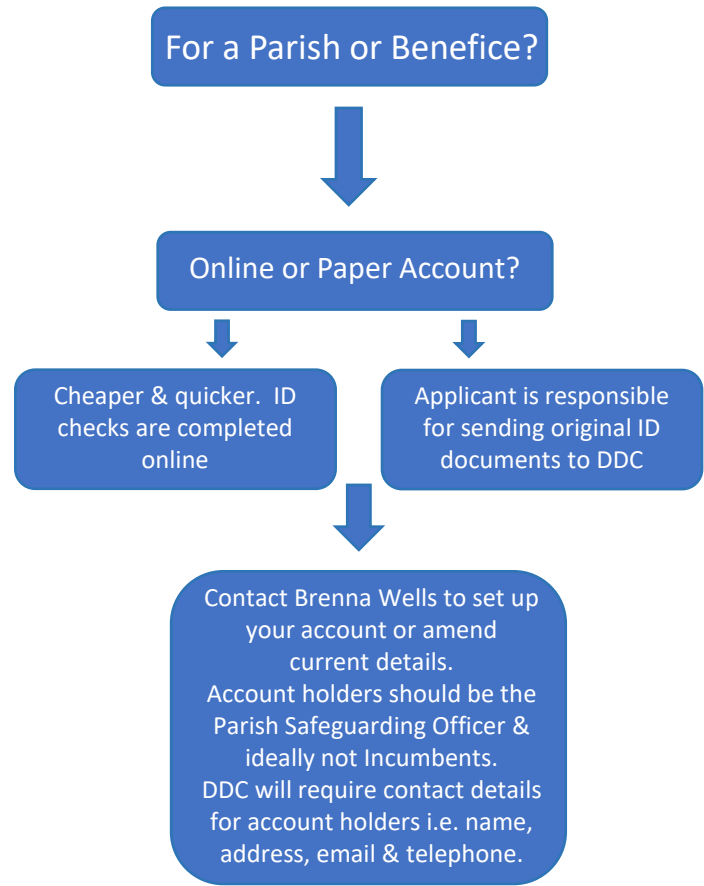 For a Parish or Benefice?
Online or Paper Account?
Cheaper & quicker.  ID
checks are completed
online
Applicant is responsible
for sending original ID
documents to DDC
Contact Brenna Wells to set up
your account or amend
current details.
Account holders should be the
Parish Safeguarding Officer &
ideally not Incumbents.
DDC will require contact details
for account holders i.e. name,
address, email & telephone.